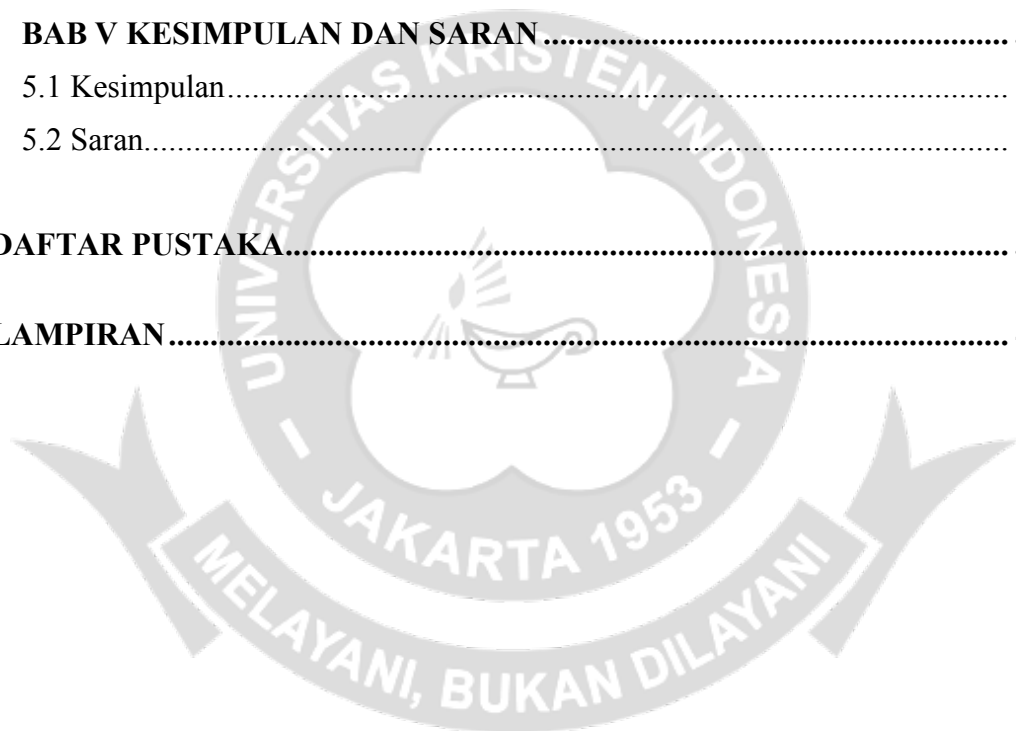 BAB V KESIMPULAN DAN SARAN ........................................................
5.1 Kesimpulan..............................................................................................
5.2 Saran........................................................................................................
DAFTAR PUSTAKA.......................................................................................
LAMPIRAN.....................................................................................................
UNIVERSITAS KRISTEN INDONESIA
JAKARTA 1953
MELAYANI, BUKAN DILAYANI